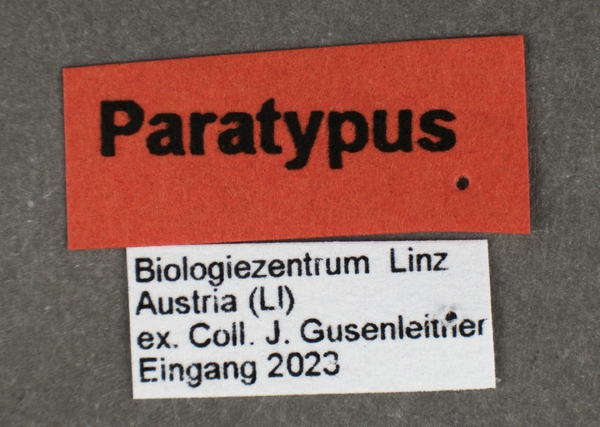 Paratypus
Biologiezentrum Linz
Austria (LI)
ex. Coll. J. Gusenleitner
Eingang 2023